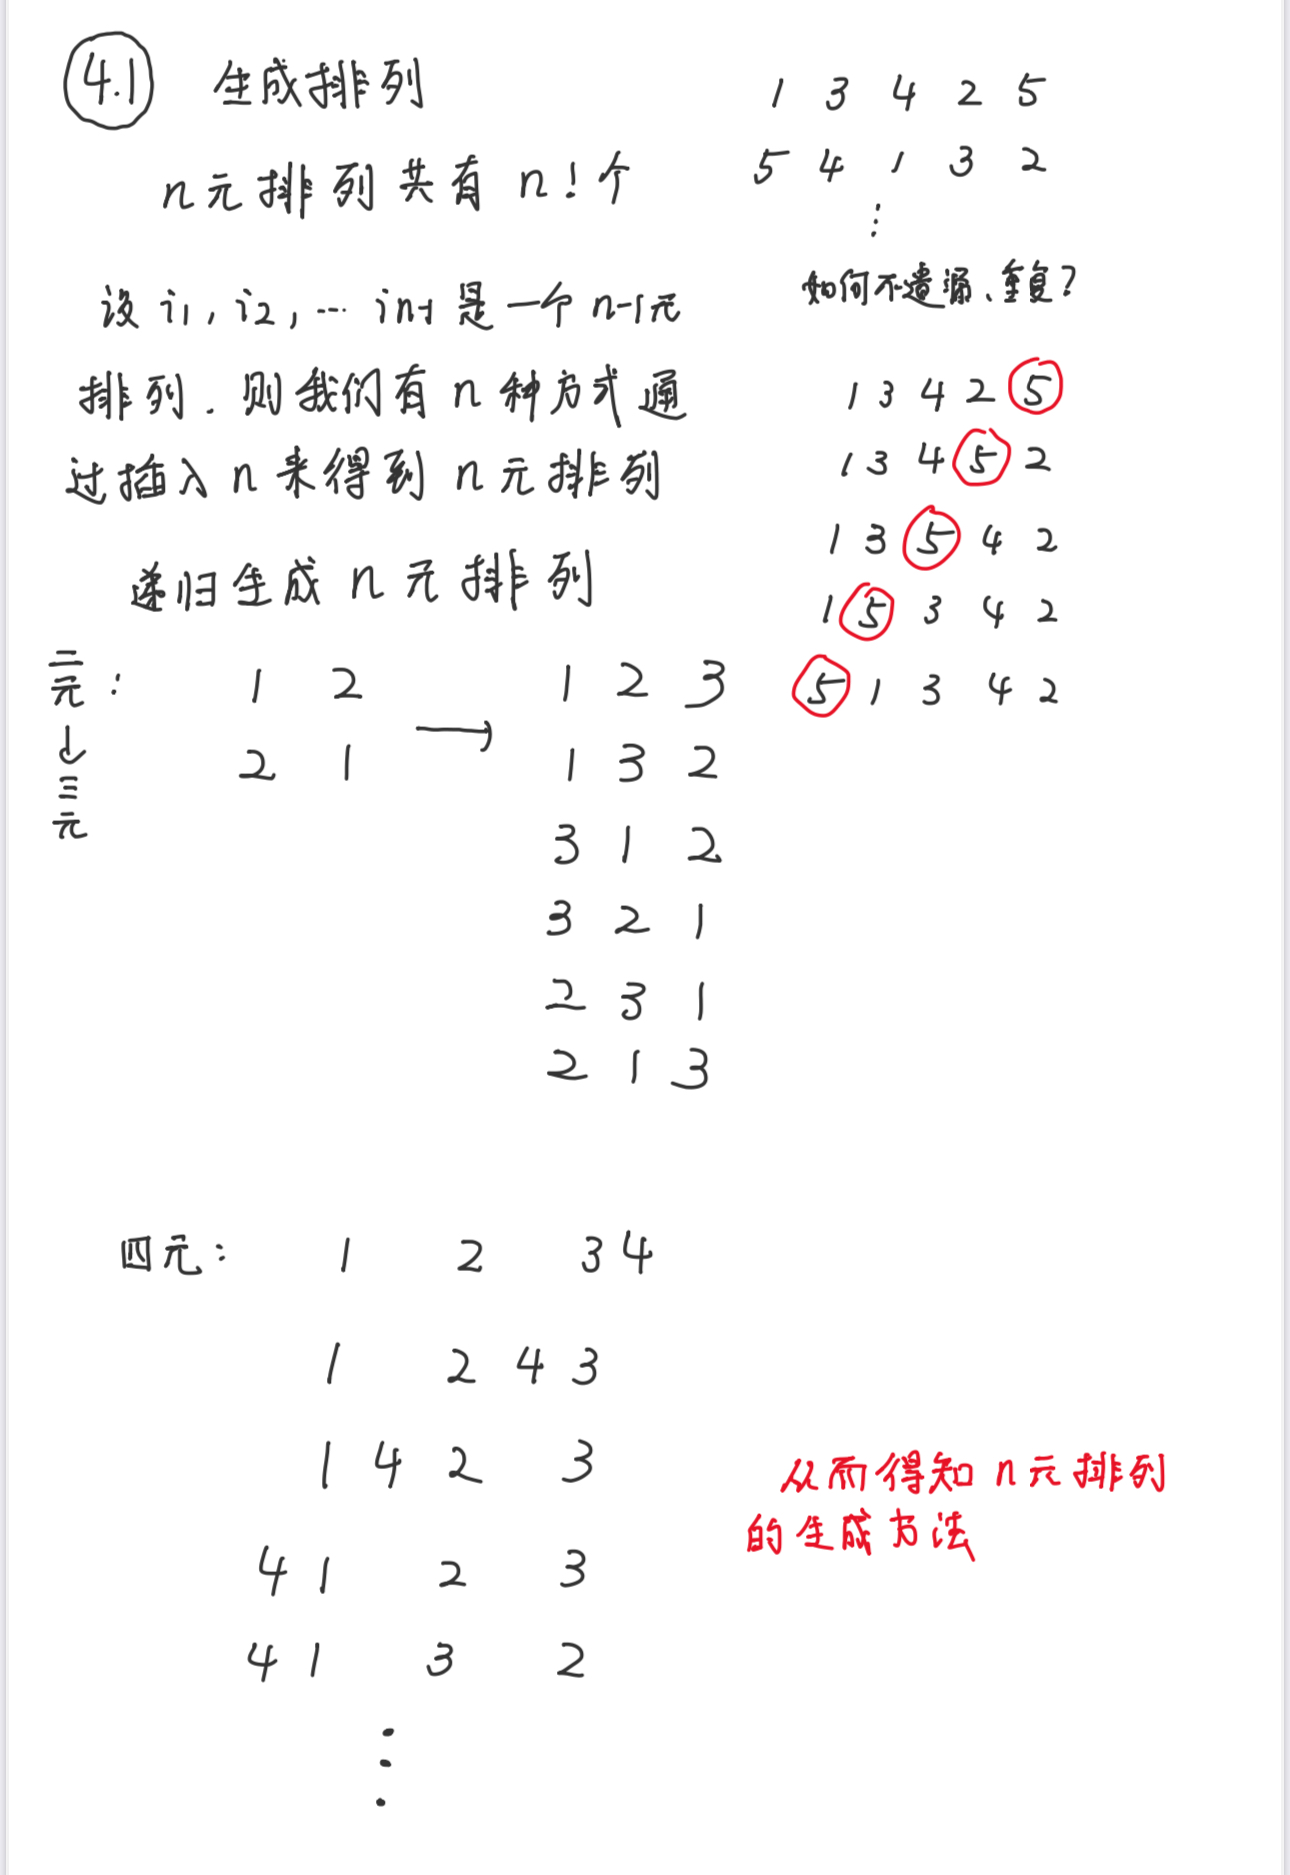 4.1 生成排列
n元排列共有 n! 个
1 3 4 2 5
5 4 1 3 2
⋮
如何不遗漏、重复?
设 i1, i2, … in-1 是一个 n-1元
排列. 则我们有 n 种方式通
过插入 n 来得到 n 元排列
1 3 4 2 5
1 3 4 5 2
1 3 5 4 2
1 5 3 4 2
5 1 3 4 2
递归生成 n 元排列
二元↓三元: 1 2 → 1 2 3
2 1
1 3 2
3 1 2
3 2 1
2 3 1
2 1 3
四元: 1 2 3 4
1 2 4 3
1 4 2 3
4 1 2 3
4 1 3 2
⋮
从而得知 n元排列
的生成方法